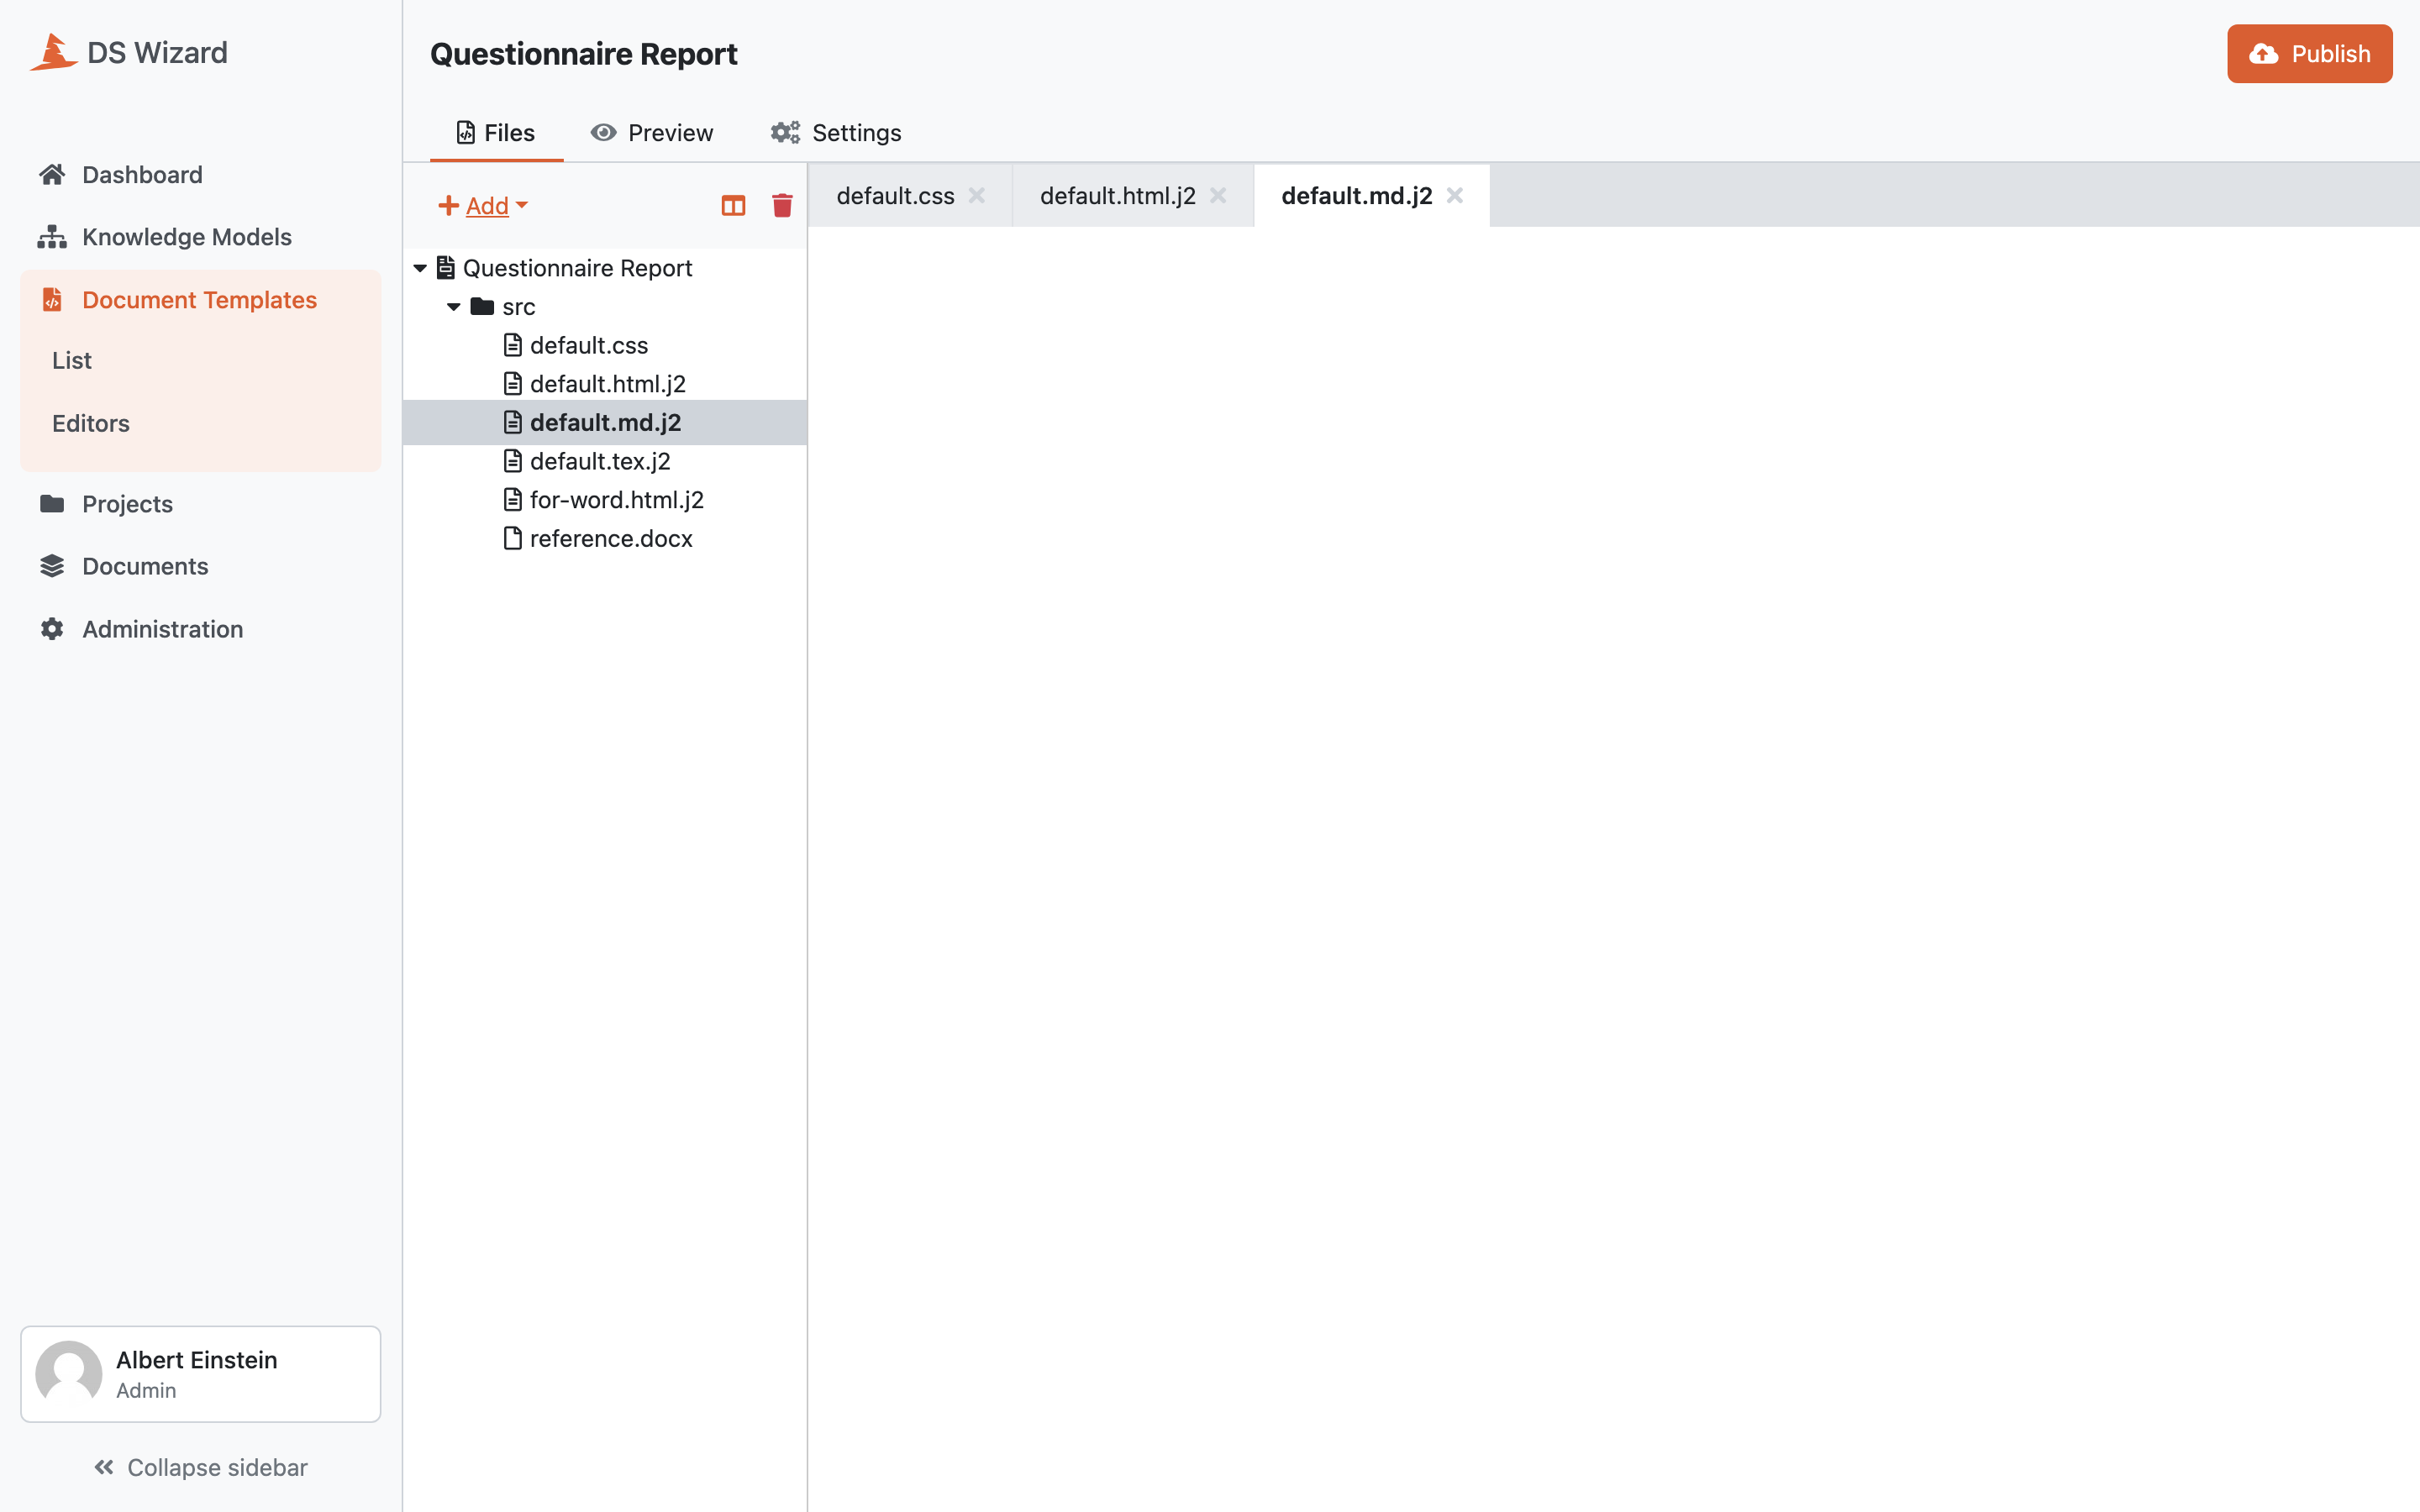 DS Wizard
Dashboard
Knowledge Models
Document Templates
List
Editors
Projects
Documents
Administration
Albert Einstein
Admin
Collapse sidebar
Questionnaire Report
Publish
Files Preview Settings
Add
Questionnaire Report
src
default.css
default.html.j2
default.md.j2
default.tex.j2
for-word.html.j2
reference.docx
default.css default.html.j2 default.md.j2